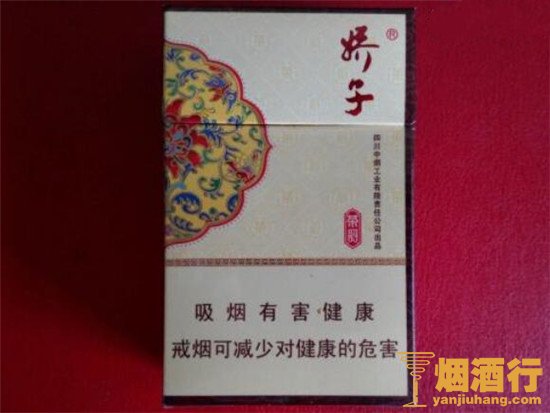 娇子®
四川中烟工业有限责任公司出品
吸烟有害健康
戒烟可减少对健康的危害
烟酒行
yanjiuhang.com